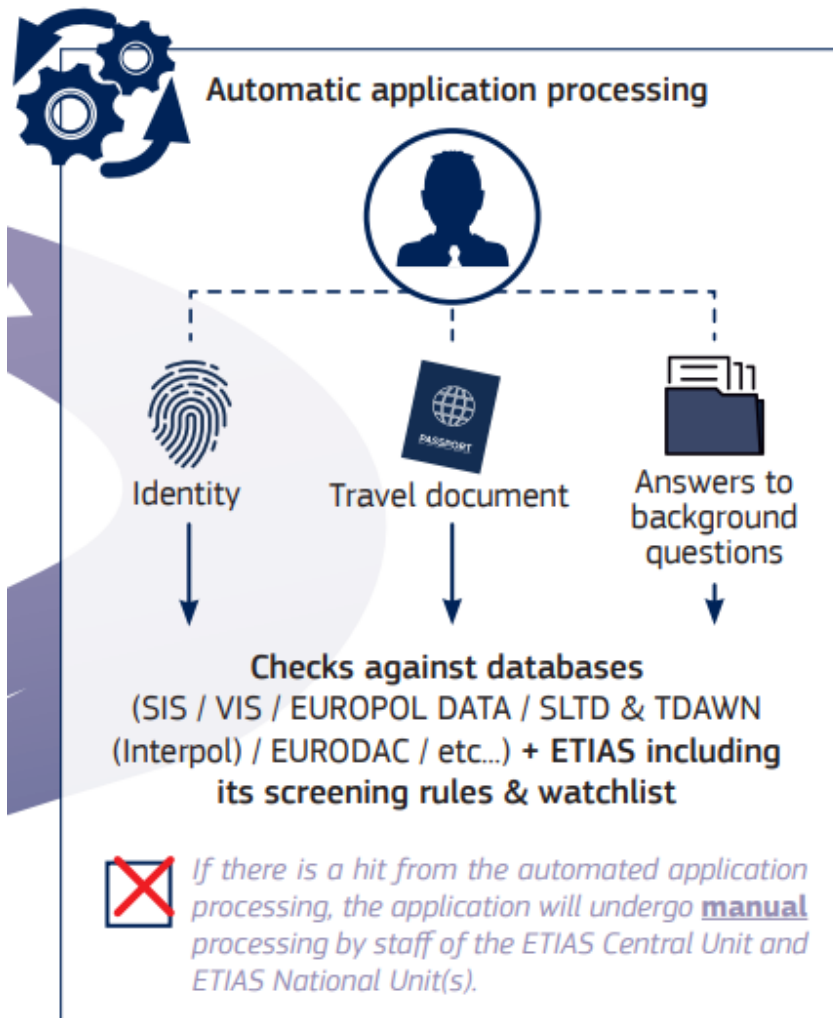 Automatic application processing
PASSPORT
Identity
Travel document
Answers to
background
questions
Checks against databases
(SIS / VIS / EUROPOL DATA / SLTD & TDAWN
(Interpol) / EURODAC / etc...) + ETIAS including
its screening rules & watchlist
If there is a hit from the automated application
processing, the application will undergo manual
processing by staff of the ETIAS Central Unit and
ETIAS National Unit(s).